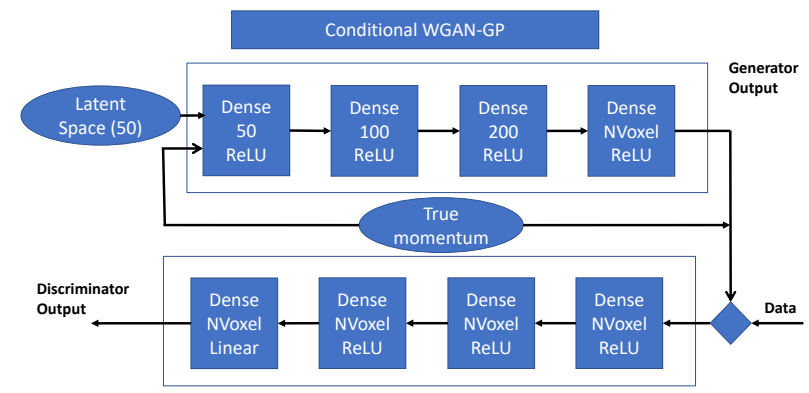 Conditional WGAN-GP
Generator
Output
Latent
Space (50)
Dense
50
ReLU
Dense
100
ReLU
Dense
200
ReLU
Dense
NVoxel
ReLU
True
momentum
Discriminator
Output
Dense
NVoxel
Linear
Dense
NVoxel
ReLU
Dense
NVoxel
ReLU
Dense
NVoxel
ReLU
Data